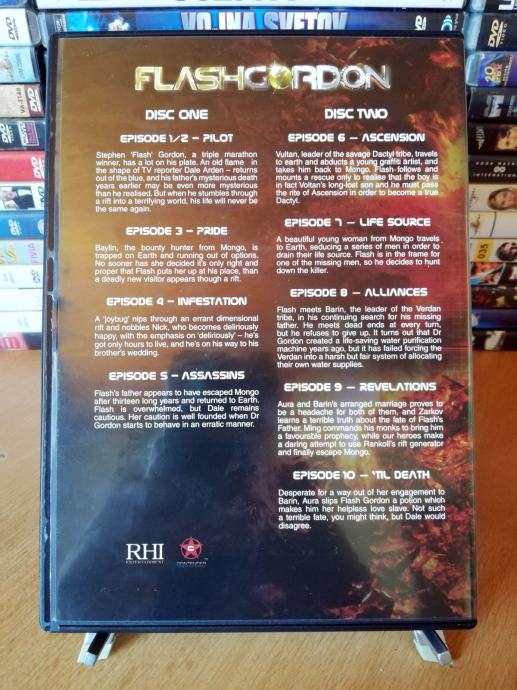 VOJNA SVETOV
FLASH GORDON
DISC ONE
EPISODE 1/2 – PILOT
Stephen 'Flash' Gordon, a triple marathon
winner, has a lot on his plate. An old flame in
the shape of TV reporter Dale Arden – returns
out of the blue, and his father's mysterious death
years earlier may be even more mysterious
than he realised. But when he stumbles through
a rift into a terrifying world, his life will never be
the same again.
EPISODE 3 – PRIDE
Baylin, the bounty hunter from Mongo, is
trapped on Earth and running out of options.
No sooner has she decided it's only right and
proper that Flash puts her up at his place, than
a deadly new visitor appears though a rift.
EPISODE 4 – INFESTATION
A 'joybug' nips through an errant dimensional
rift and nobbles Nick, who becomes deliriously
happy, with the emphasis on 'deliriously' – he's
got only hours to live, and he's on his way to his
brother's wedding.
EPISODE 5 – ASSASSINS
Flash's father appears to have escaped Mongo
after thirteen long years and returned to Earth.
Flash is overwhelmed, but Dale remains
cautious. Her caution is well founded when Dr
Gordon starts to behave in an erratic manner.
DISC TWO
EPISODE 6 – ASCENSION
Vultan, leader of the savage Dactyl tribe, travels
to earth and abducts a young graffiti artist, and
takes him back to Mongo. Flash follows and
mounts a rescue only to realise that the boy is
in fact Voltan's long-lost son and he must pass
the rite of Ascension in order to become a true
Dactyl.
EPISODE 7 – LIFE SOURCE
A beautiful young woman from Mongo travels
to Earth, seducing a series of men in order to
drain their life source. Flash is in the frame for
one of the missing men, so he decides to hunt
down the killer.
EPISODE 8 – ALLIANCES
Flash meets Barin, the leader of the Verdan
tribe, in his continuing search for his missing
father. He meets dead ends at every turn,
but he refuses to give up. It turns out that Dr
Gordon created a life-saving water purification
machine years ago, but it has failed forcing the
Verdan into a harsh but fair system of allocating
their own water supplies.
EPISODE 9 – REVELATIONS
Aura and Barin's arranged marriage proves to
be a headache for both of them, and Zarkov
learns a terrible truth about the fate of Flash's
Father. Ming commands his monks to bring him
a favourable prophecy, while our heroes make
a daring attempt to use Rankoll's rift generator
and finally escape Mongo.
EPISODE 10 – 'TIL DEATH
Desperate for a way out of her engagement to
Barin, Aura slips Flash Gordon a potion which
makes him her helpless love slave. Not such
a terrible fate, you might think, but Dale would
disagree.
RHI
ENTERTAINMENT
CONTENDER
VA-1148
DVD
035